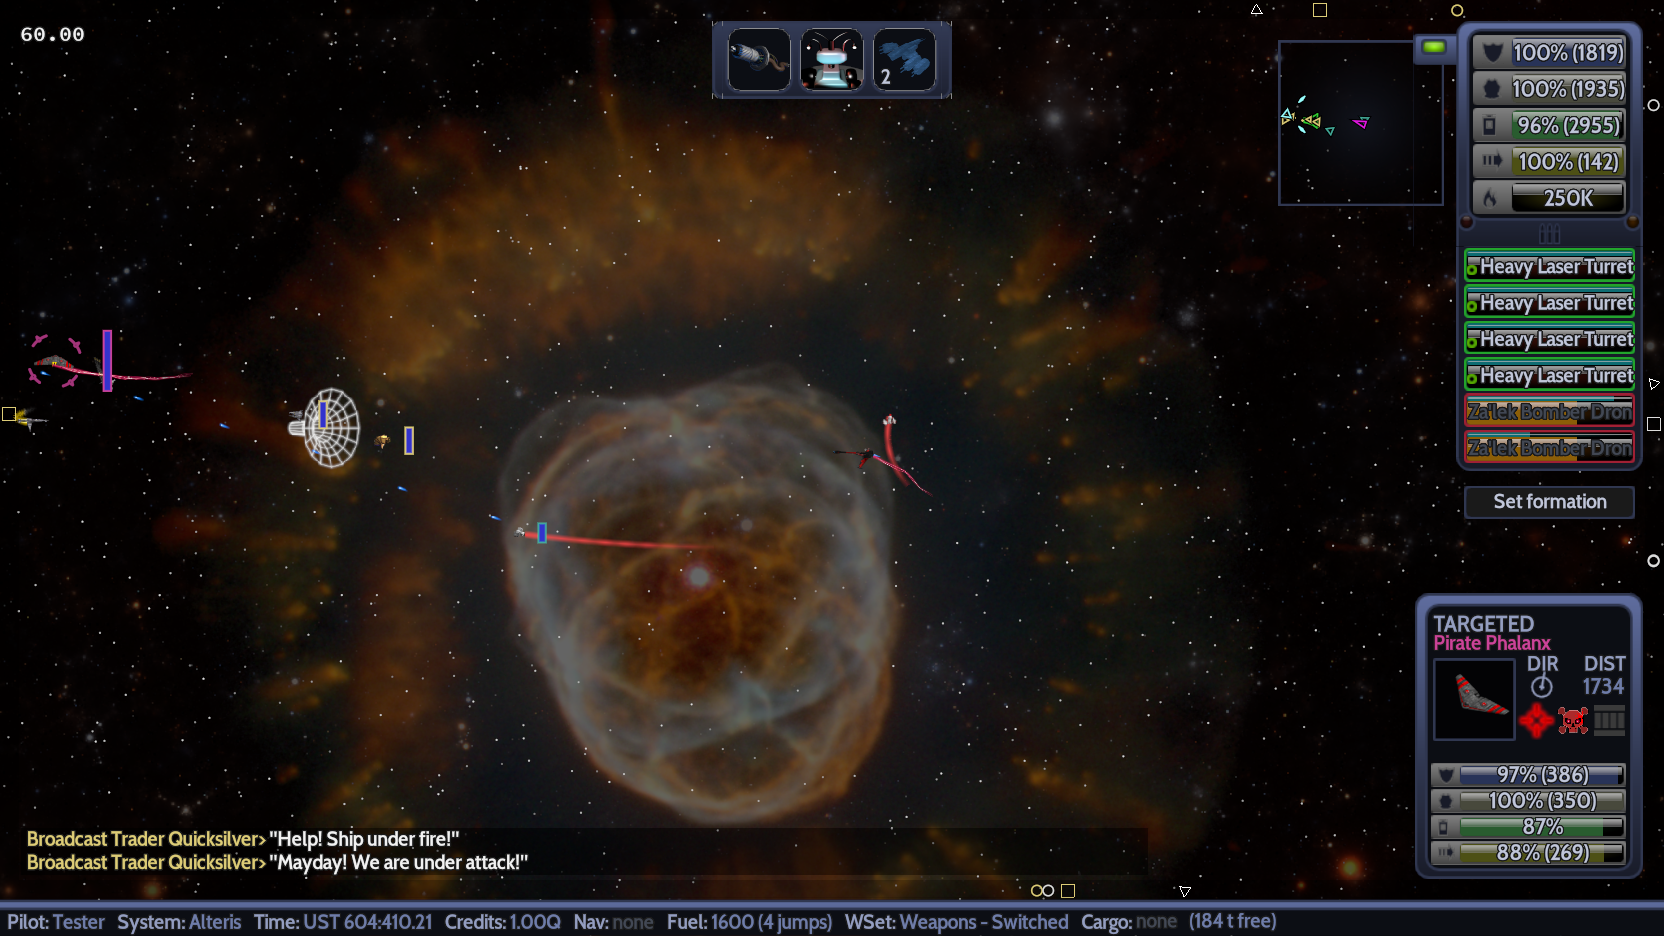 60.00
2
100% (1819)
100% (1935)
96% (2955)
100% (142)
250K
Heavy Laser Turret
Heavy Laser Turret
Heavy Laser Turret
Heavy Laser Turret
Za'lek Bomber Dron
Za'lek Bomber Dron
Set formation
TARGETED
Pirate Phalanx
DIR DIST
1734
97% (386)
100% (350)
87%
88% (269)
Broadcast Trader Quicksilver> "Help! Ship under fire!"
Broadcast Trader Quicksilver> "Mayday! We are under attack!"
Pilot: Tester System: Alteris Time: UST 604:410.21 Credits: 1.00Q Nav: none Fuel: 1600 (4 jumps) WSet: Weapons - Switched Cargo: none (184 t free)